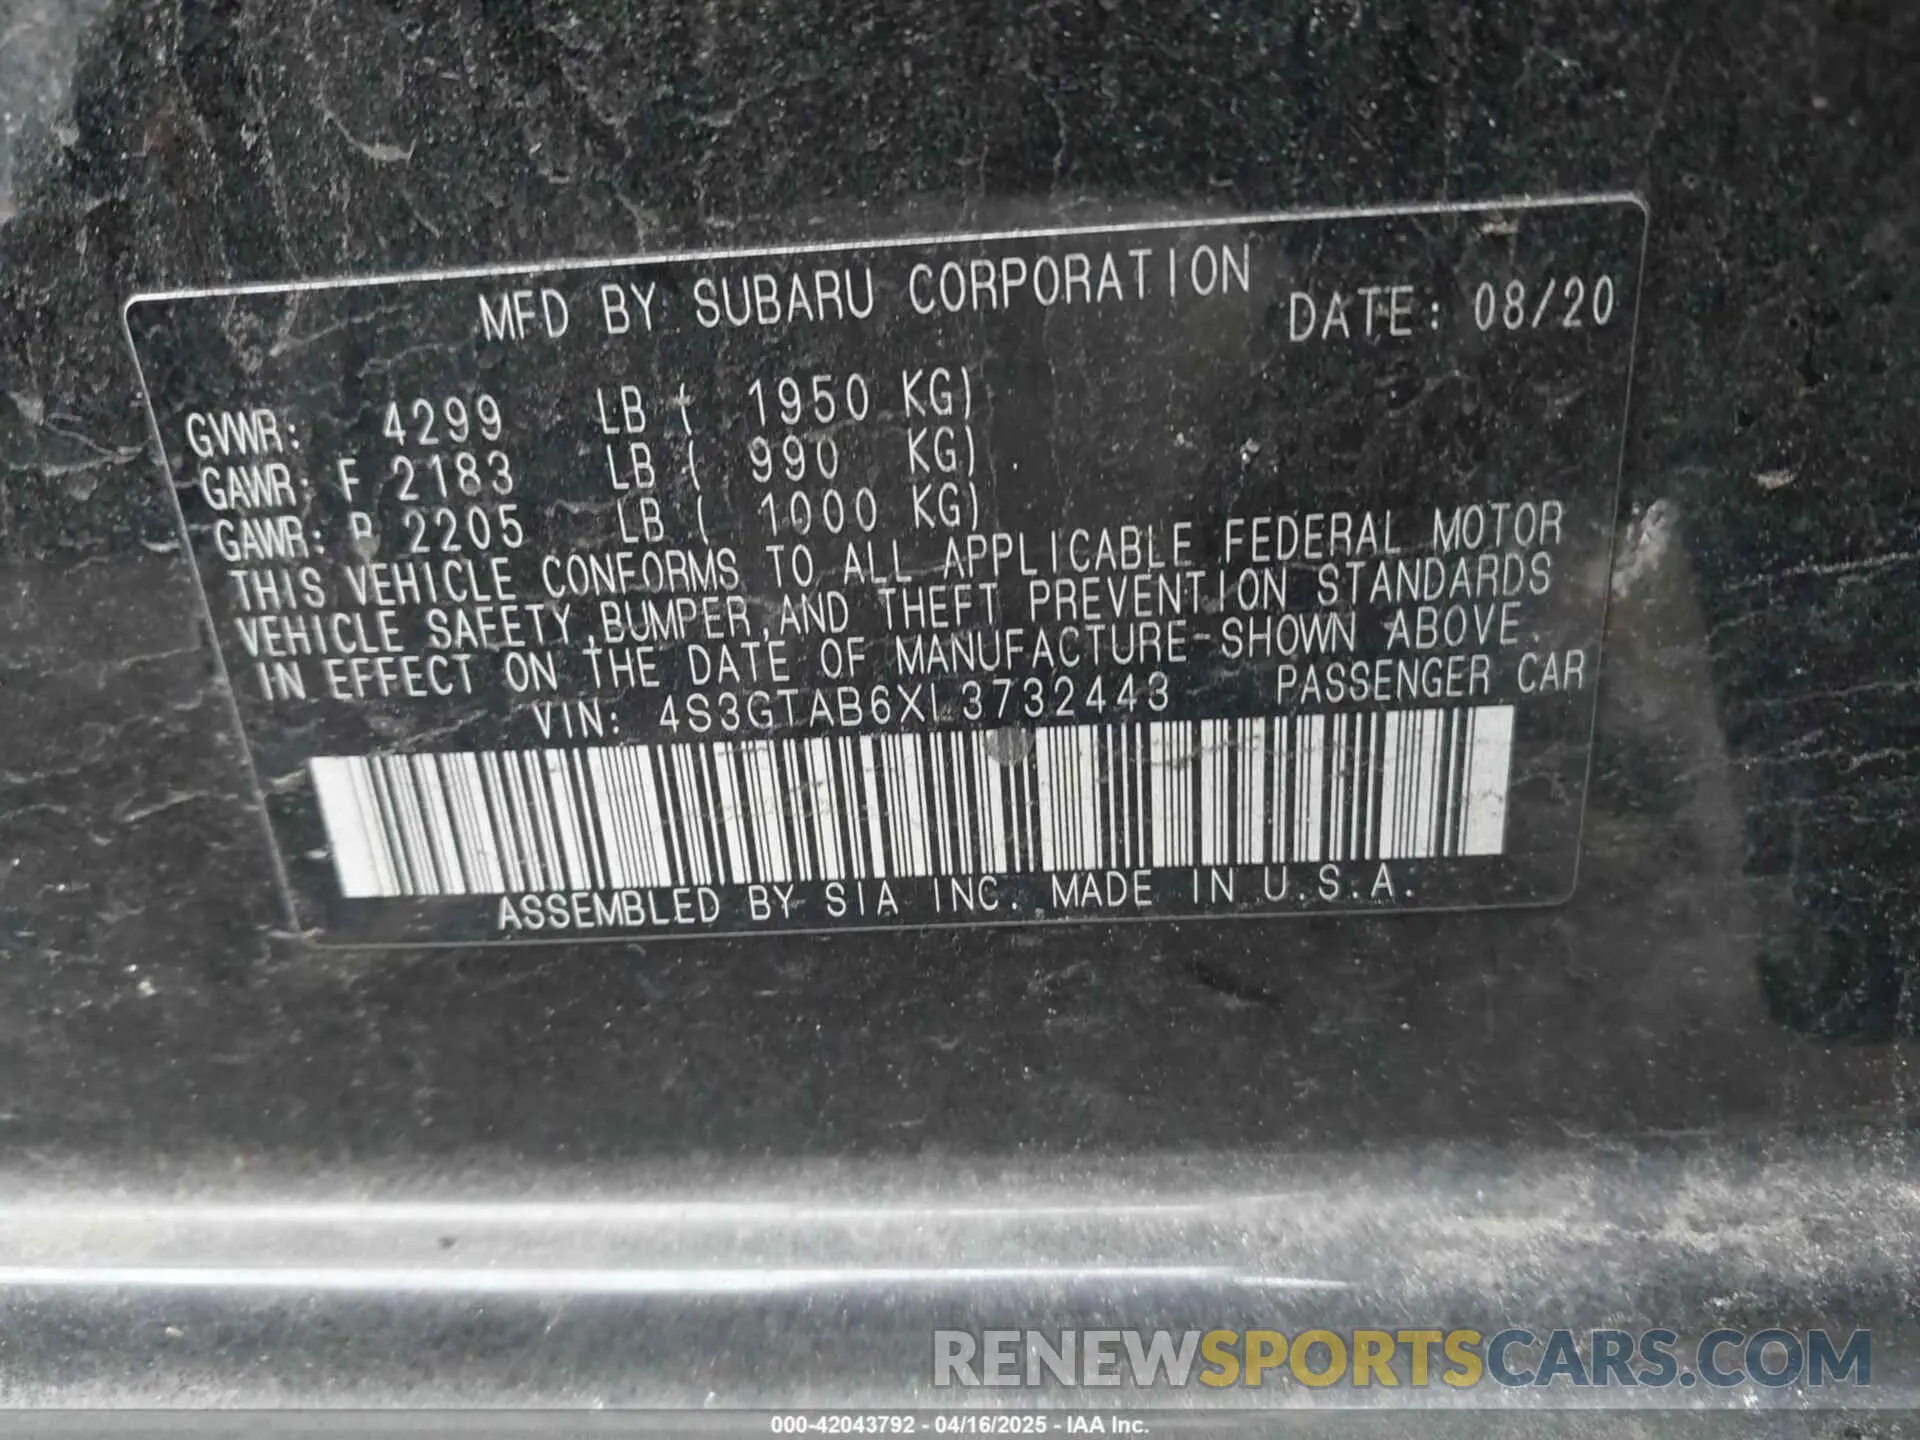 MFD BY SUBARU CORPORATION
DATE: 08/20
GVWR: 4299 LB ( 1950 KG)
GAWR: F 2183 LB ( 990 KG)
GAWR: R 2205 LB ( 1000 KG)
THIS VEHICLE CONFORMS TO ALL APPLICABLE FEDERAL MOTOR
VEHICLE SAFETY,BUMPER,AND THEFT PREVENTION STANDARDS
IN EFFECT ON THE DATE OF MANUFACTURE SHOWN ABOVE.
VIN: 4S3GTAB6XL3732443 PASSENGER CAR
ASSEMBLED BY SIA INC. MADE IN U.S.A.
RENEWSPORTSCARS.COM
000-42043792 - 04/16/2025 - IAA Inc.